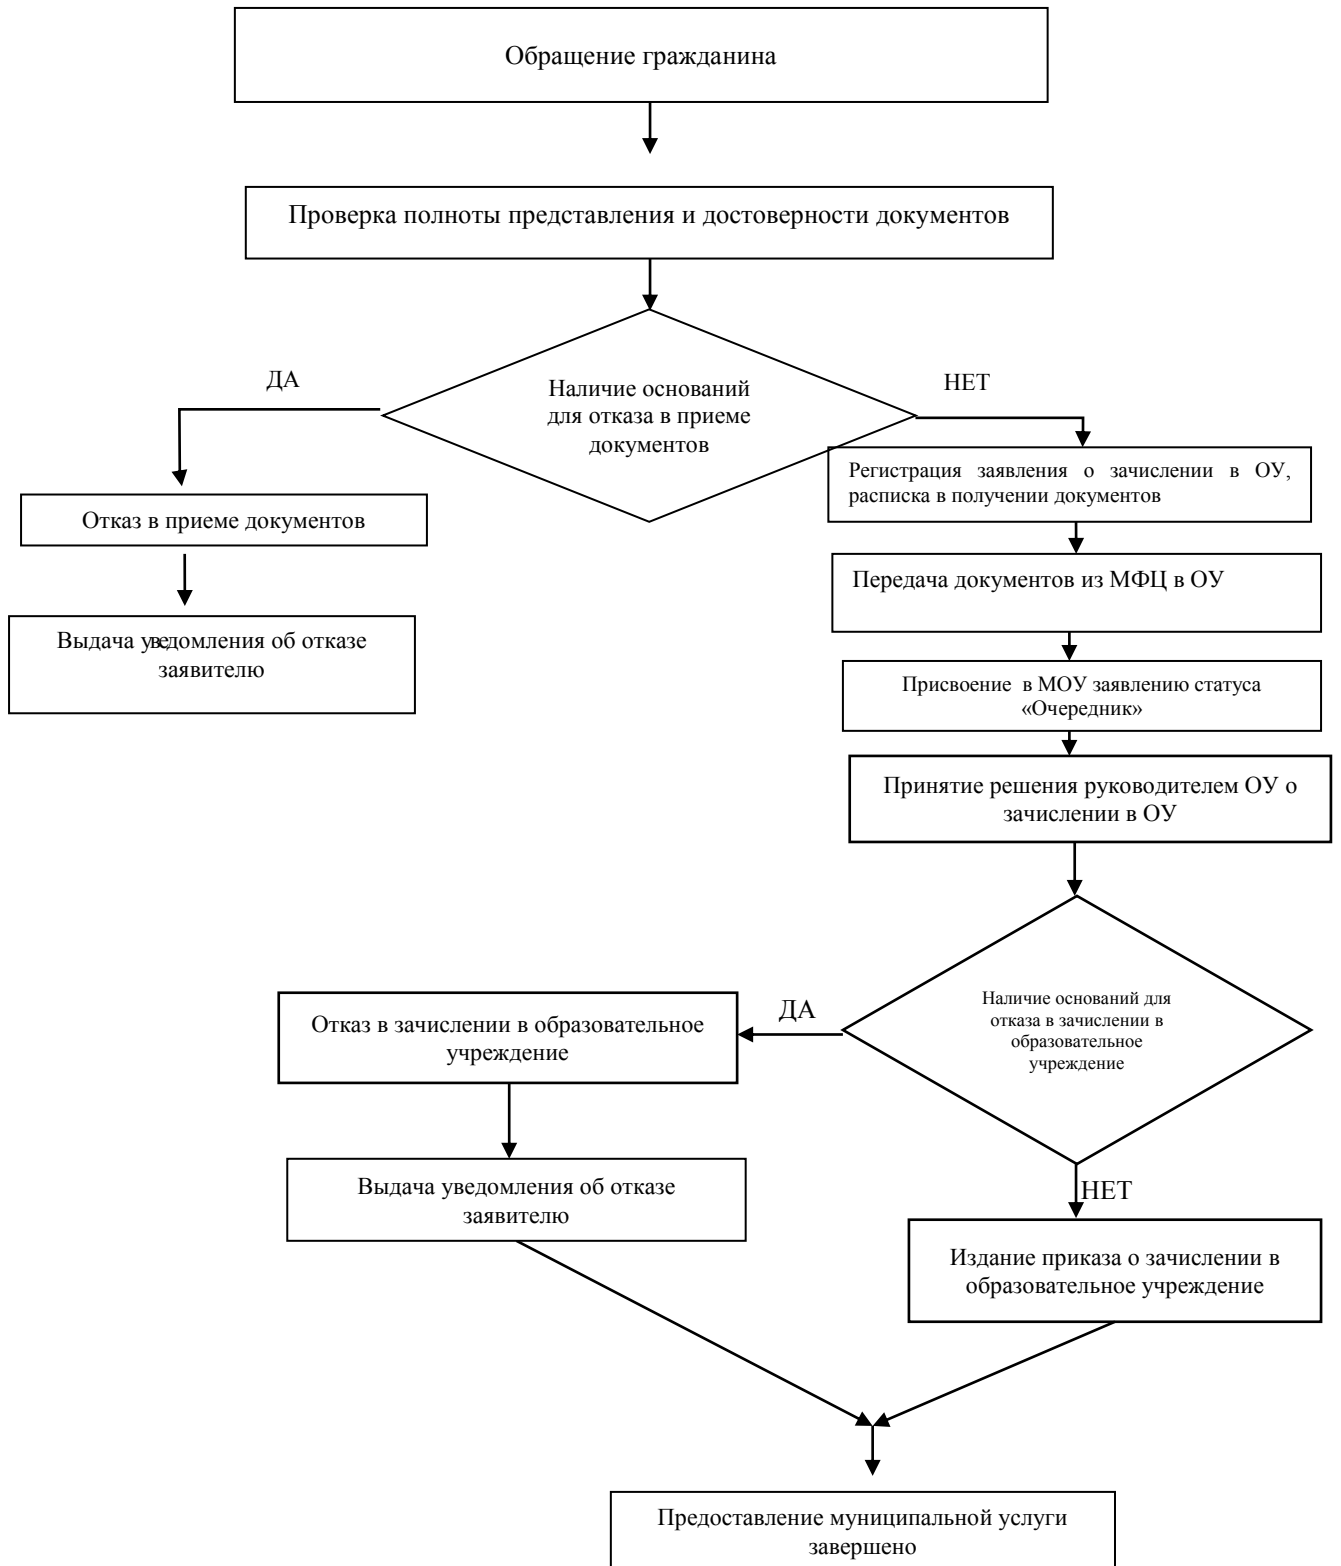 Обращение гражданина
Проверка полноты представления и достоверности документов
ДА
НЕТ
Наличие оснований
для отказа в приеме
документов
Отказ в приеме документов
Выдача уведомления об отказе
заявителю
Регистрация заявления о зачислении в ОУ,
расписка в получении документов
Передача документов из МФЦ в ОУ
Присвоение в МОУ заявлению статуса
«Очередник»
Принятие решения руководителем ОУ о
зачислении в ОУ
Наличие оснований для
отказа в зачислении в
образовательное
учреждение
ДА
Отказ в зачислении в образовательное
учреждение
Выдача уведомления об отказе
заявителю
НЕТ
Издание приказа о зачислении в
образовательное учреждение
Предоставление муниципальной услуги
завершено